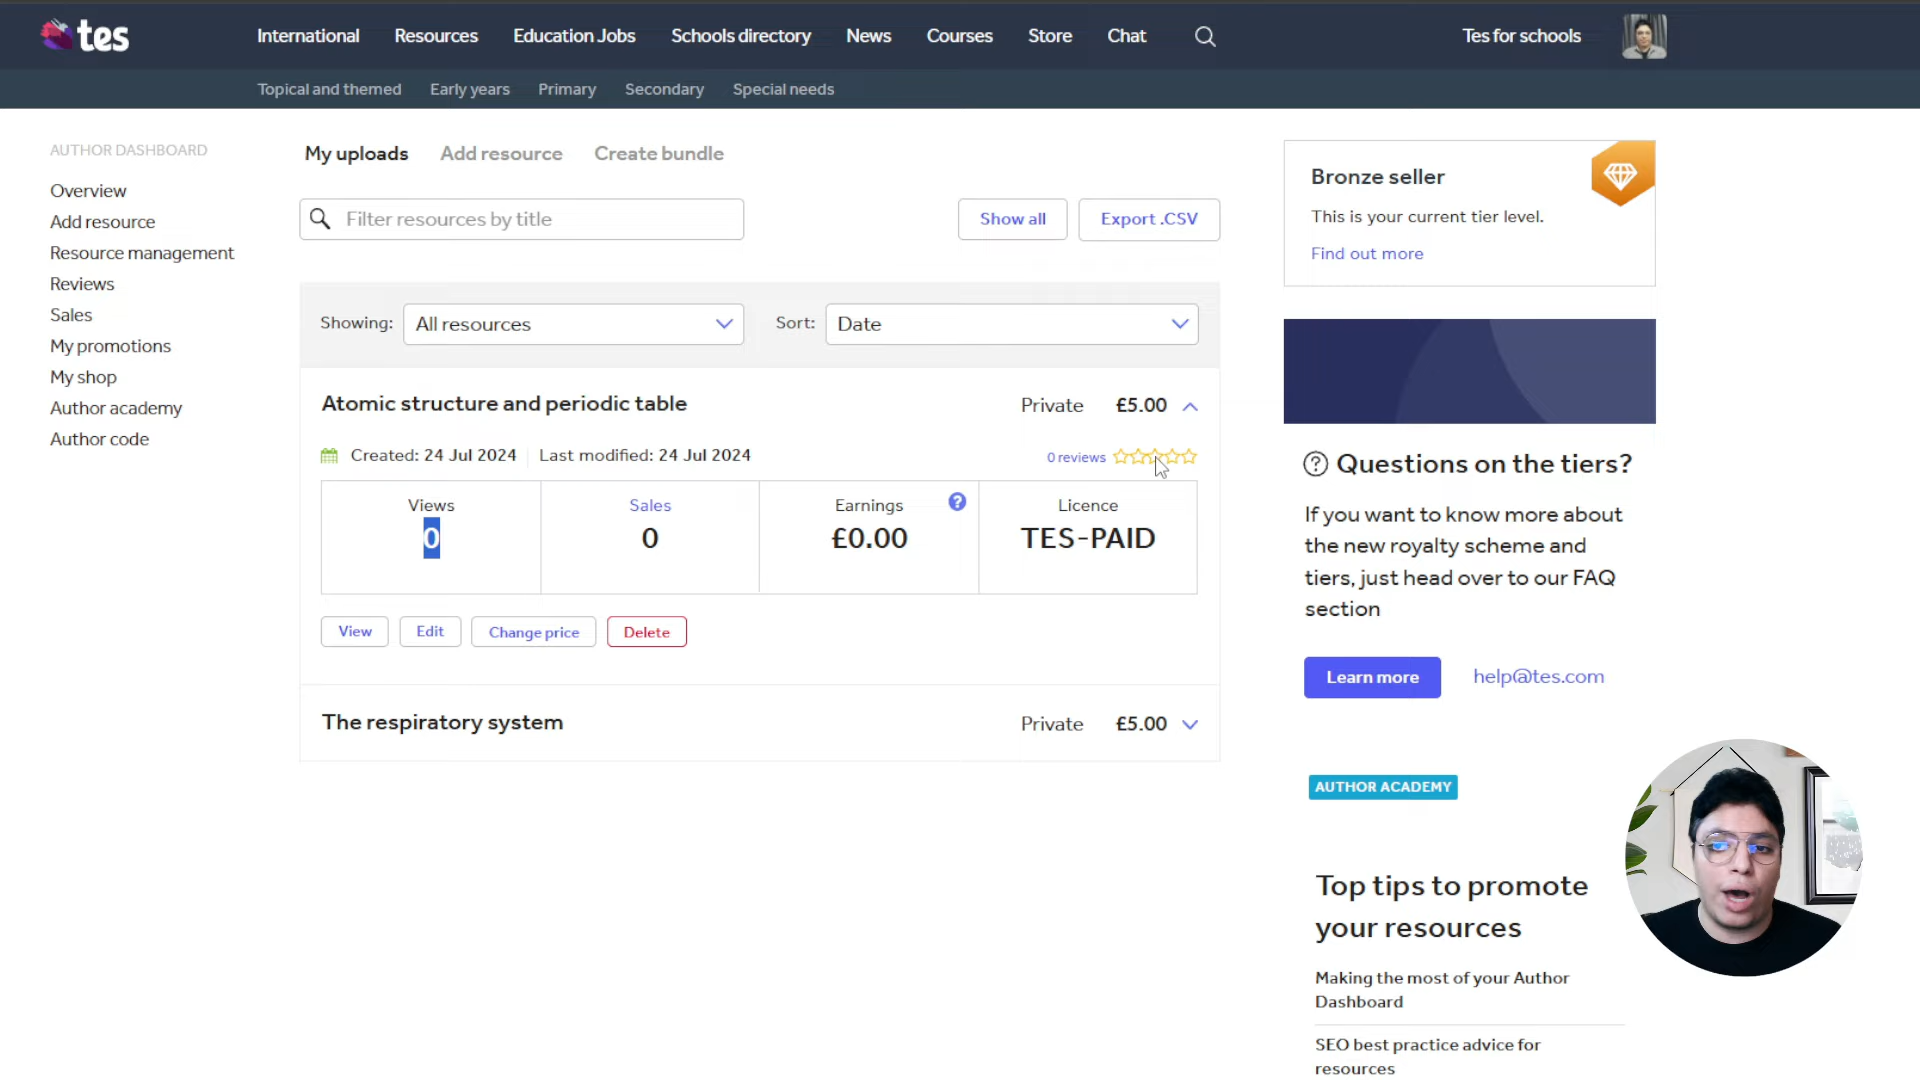 tes
International Resources Education Jobs Schools directory News Courses Store Chat Tes for schools
Topical and themed Early years Primary Secondary Special needs
AUTHOR DASHBOARD
Overview
Add resource
Resource management
Reviews
Sales
My promotions
My shop
Author academy
Author code
My uploads Add resource Create bundle
Filter resources by title
Show all
Export .CSV
Showing: All resources Sort: Date
Atomic structure and periodic table Private £5.00
Created: 24 Jul 2024 Last modified: 24 Jul 2024 0 reviews
Views Sales Earnings ? Licence
0 0 £0.00 TES-PAID
View Edit Change price Delete
The respiratory system Private £5.00
Bronze seller
This is your current tier level.
Find out more
? Questions on the tiers?
If you want to know more about
the new royalty scheme and
tiers, just head over to our FAQ
section
Learn more help@tes.com
AUTHOR ACADEMY
Top tips to promote
your resources
Making the most of your Author
Dashboard
SEO best practice advice for
resources